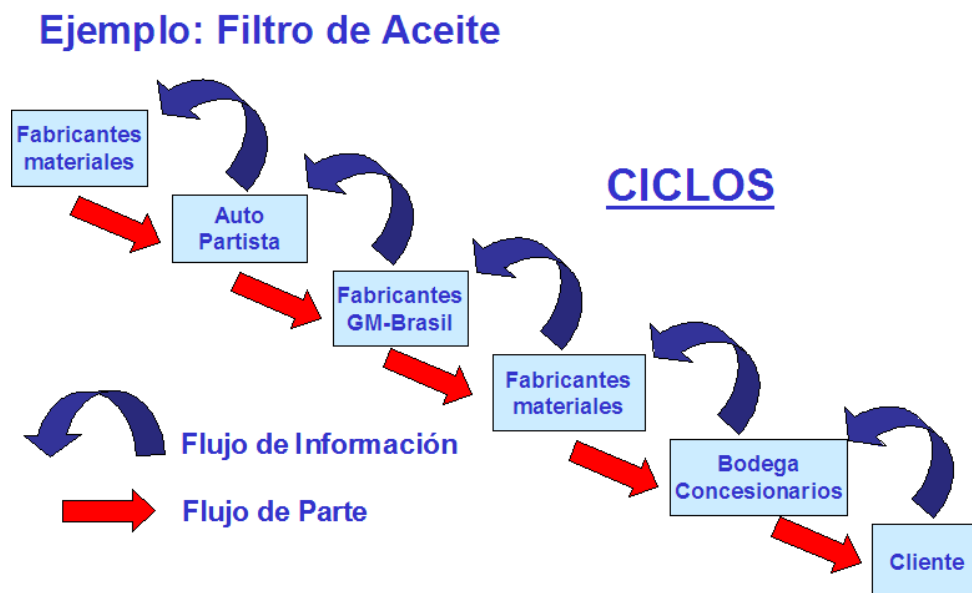 Ejemplo: Filtro de Aceite
Fabricantes
materiales
CICLOS
Auto
Partista
Fabricantes
GM-Brasil
Fabricantes
materiales
Flujo de Información
Bodega
Concesionarios
Flujo de Parte
Cliente